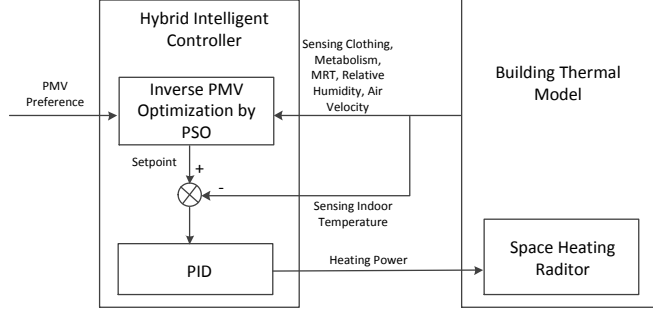 Hybrid Intelligent
Controller
Sensing Clothing,
Metabolism,
MRT, Relative
Humidity, Air
Velocity
Building Thermal
Model
PMV
Preference
Inverse PMV
Optimization by
PSO
Setpoint
+
-
Sensing Indoor
Temperature
PID
Heating Power
Space Heating
Raditor